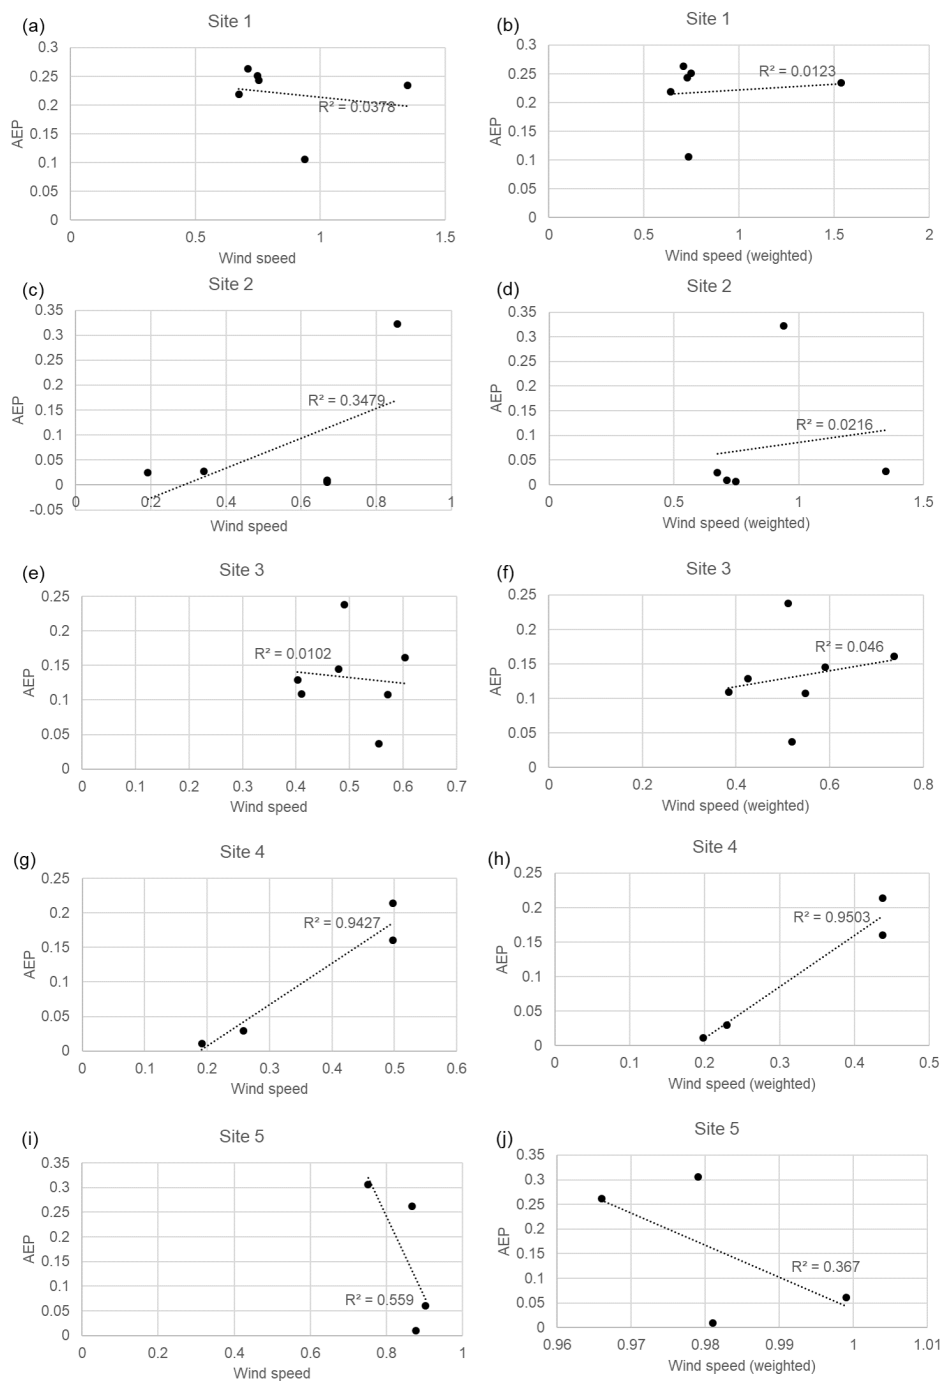 (a)
Site 1
0.3
0.25
0.2
0.15
0.1
0.05
0
AEP
R² = 0.0378
0 0.5 1 1.5
Wind speed
(b)
Site 1
0.3
0.25
0.2
0.15
0.1
0.05
0
AEP
R² = 0.0123
0 0.5 1 1.5 2
Wind speed (weighted)
(c)
Site 2
0.35
0.3
0.25
0.2
0.15
0.1
0.05
0
-0.05
AEP
R² = 0.3479
0 0.2 0.4 0.6 0.8 1
Wind speed
(d)
Site 2
0.35
0.3
0.25
0.2
0.15
0.1
0.05
0
AEP
R² = 0.0216
0 0.5 1 1.5
Wind speed (weighted)
(e)
Site 3
0.25
0.2
0.15
0.1
0.05
0
AEP
R² = 0.0102
0 0.1 0.2 0.3 0.4 0.5 0.6 0.7
Wind speed
(f)
Site 3
0.25
0.2
0.15
0.1
0.05
0
AEP
R² = 0.046
0 0.2 0.4 0.6 0.8
Wind speed (weighted)
(g)
Site 4
0.25
0.2
0.15
0.1
0.05
0
AEP
R² = 0.9427
0 0.1 0.2 0.3 0.4 0.5 0.6
Wind speed
(h)
Site 4
0.25
0.2
0.15
0.1
0.05
0
AEP
R² = 0.9503
0 0.1 0.2 0.3 0.4 0.5
Wind speed (weighted)
(i)
Site 5
0.35
0.3
0.25
0.2
0.15
0.1
0.05
0
AEP
R² = 0.559
0 0.2 0.4 0.6 0.8 1
Wind speed
(j)
Site 5
0.35
0.3
0.25
0.2
0.15
0.1
0.05
0
AEP
R² = 0.367
0.96 0.97 0.98 0.99 1 1.01
Wind speed (weighted)